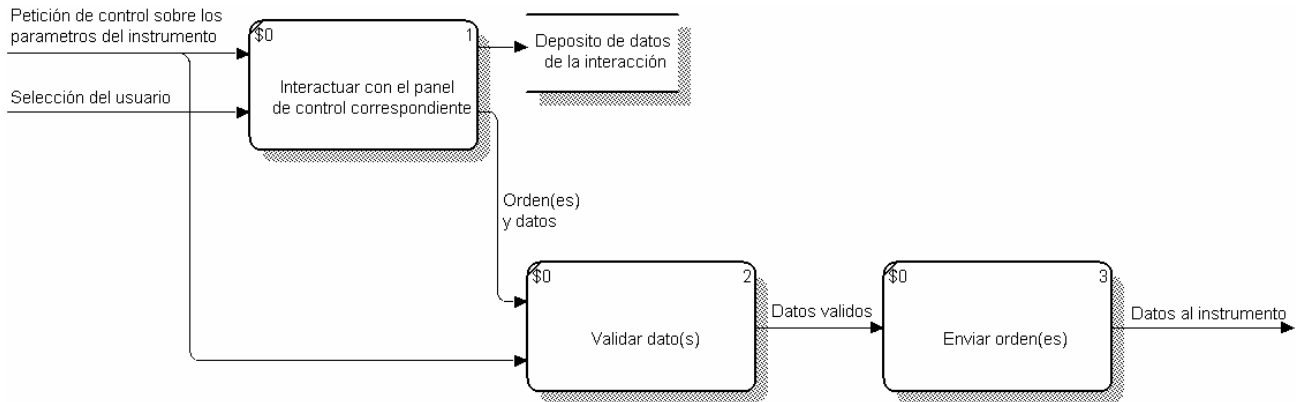 Petición de control sobre los
parametros del instrumento
$0
1
Deposito de datos
de la interacción
Interactuar con el panel
de control correspondiente
Selección del usuario
Orden(es)
y datos
$0
2
Validar dato(s)
Datos validos
$0
3
Enviar orden(es)
Datos al instrumento